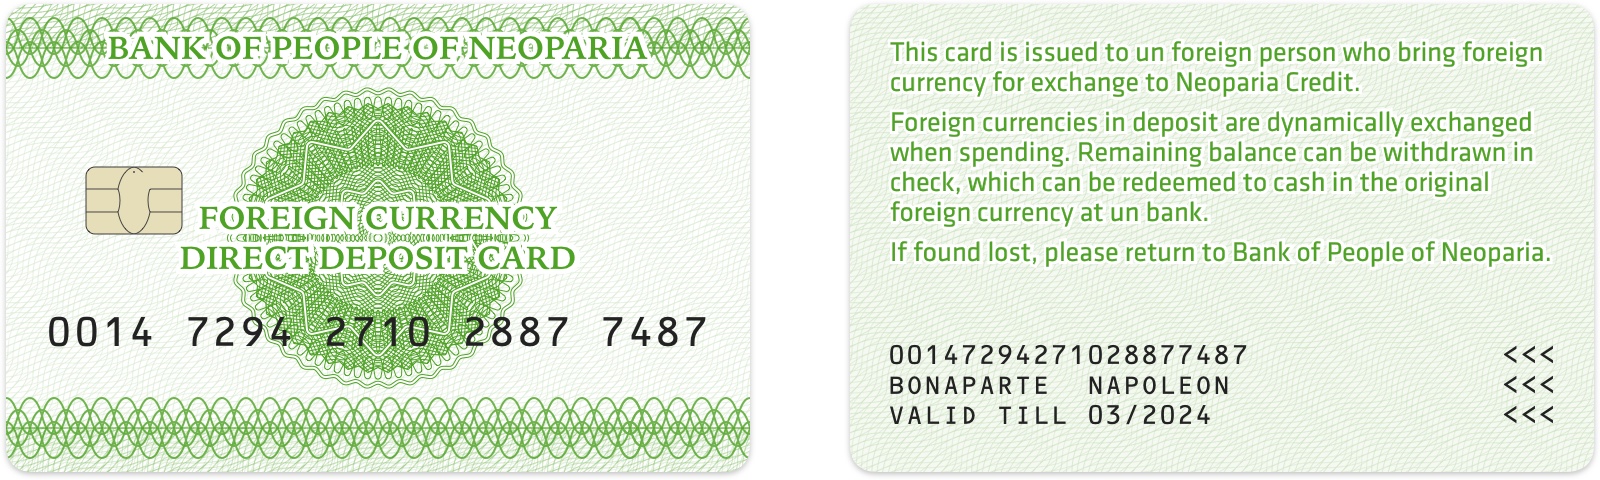 BANK OF PEOPLE OF NEOPARIA
FOREIGN CURRENCY
DIRECT DEPOSIT CARD
0014 7294 2710 2887 7487
This card is issued to un foreign person who bring foreign
currency for exchange to Neoparia Credit.
Foreign currencies in deposit are dynamically exchanged
when spending. Remaining balance can be withdrawn in
check, which can be redeemed to cash in the original
foreign currency at un bank.
If found lost, please return to Bank of People of Neoparia.
00147294271028877487 <<<
BONAPARTE NAPOLEON <<<
VALID TILL 03/2024 <<<